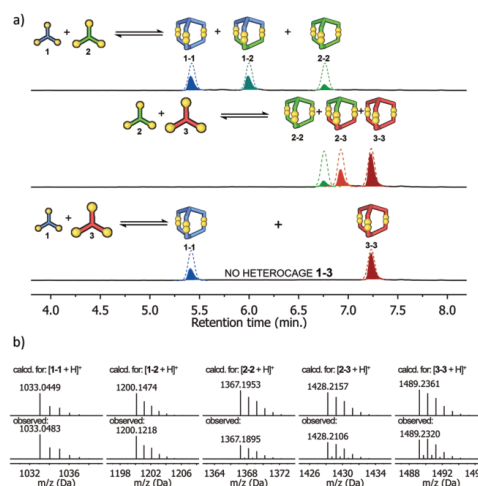 a)
1 + 2 1-1 + 1-2 + 2-2
2 + 3 2-2 + 2-3 + 3-3
1 + 3 1-1 + 3-3
NO HETEROCAGE 1-3
4.0 4.5 5.0 5.5 6.0 6.5 7.0 7.5 8.0
Retention time (min.)
b)
calcd. for: [1-1 + H]⁺ calcd. for: [1-2 + H]⁺ calcd. for: [2-2 + H]⁺ calcd. for: [2-3 + H]⁺ calcd. for: [3-3 + H]⁺
1033.0449 1200.1474 1367.1953 1428.2157 1489.2361
observed: observed: observed: observed: observed:
1033.0483 1200.1218 1367.1895 1428.2106 1489.2320
1032 1036 1198 1202 1206 1364 1368 1372 1426 1430 1434 1488 1492
m/z (Da) m/z (Da) m/z (Da) m/z (Da) m/z (Da)